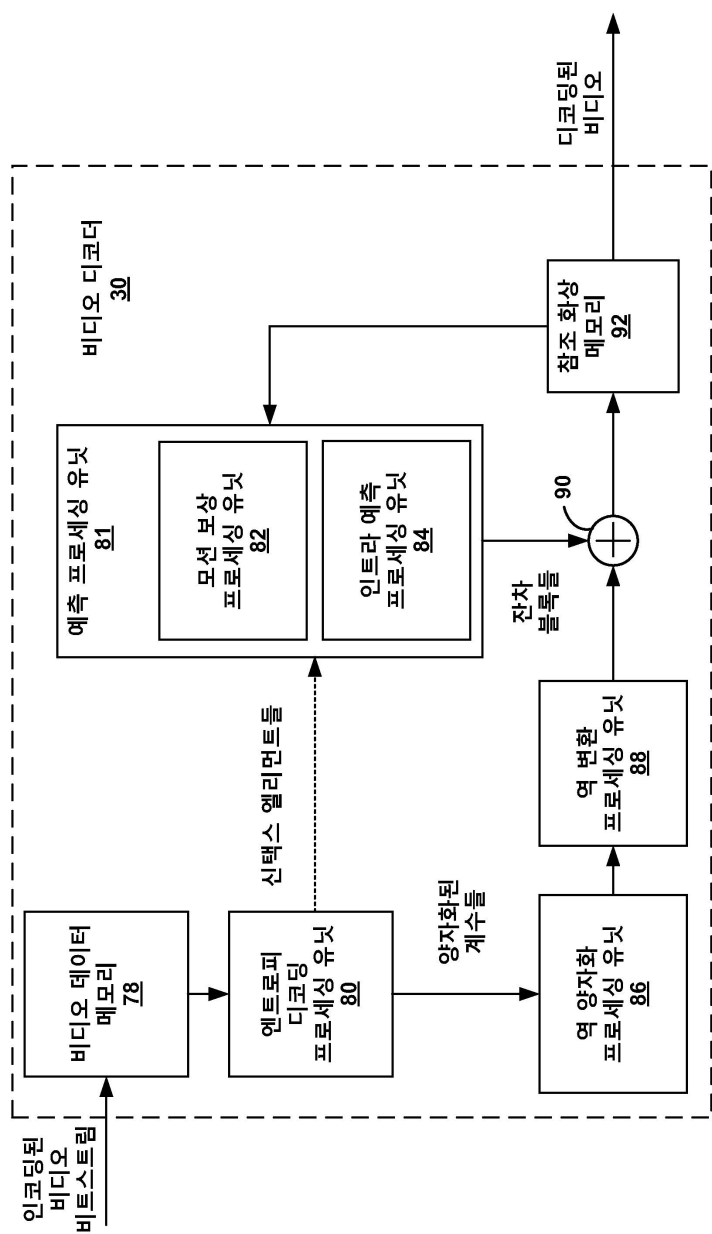 인코딩된
비디오
비트스트림
비디오 데이터
메모리
78
엔트로피
디코딩
프로세싱 유닛
80
신택스 엘리먼트들
양자화된
계수들
역 양자화
프로세싱 유닛
86
예측 프로세싱 유닛
81
모션 보상
프로세싱 유닛
82
인트라 예측
프로세싱 유닛
84
역 변환
프로세싱 유닛
88
잔차
블록들
90
비디오 디코더
30
참조 화상
메모리
92
디코딩된
비디오